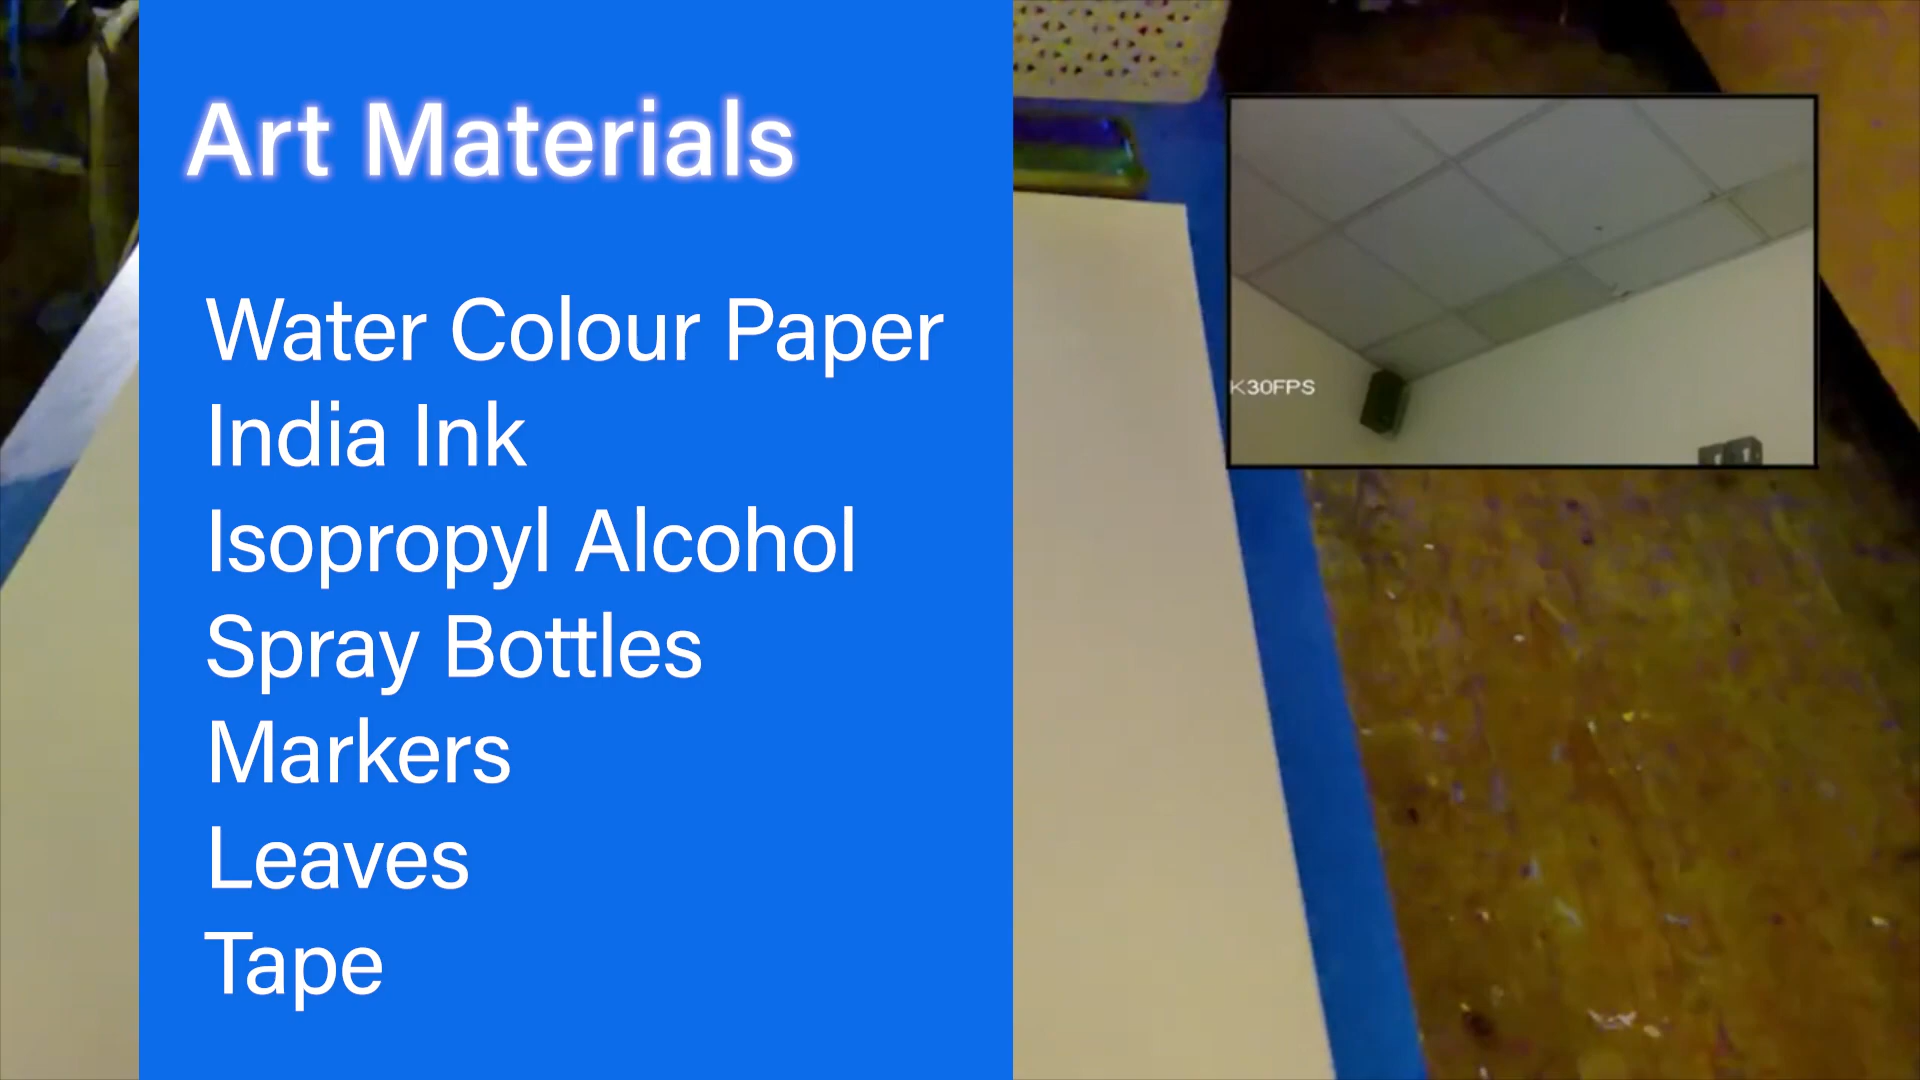 Art Materials
Water Colour Paper
India Ink
Isopropyl Alcohol
Spray Bottles
Markers
Leaves
Tape
K30FPS